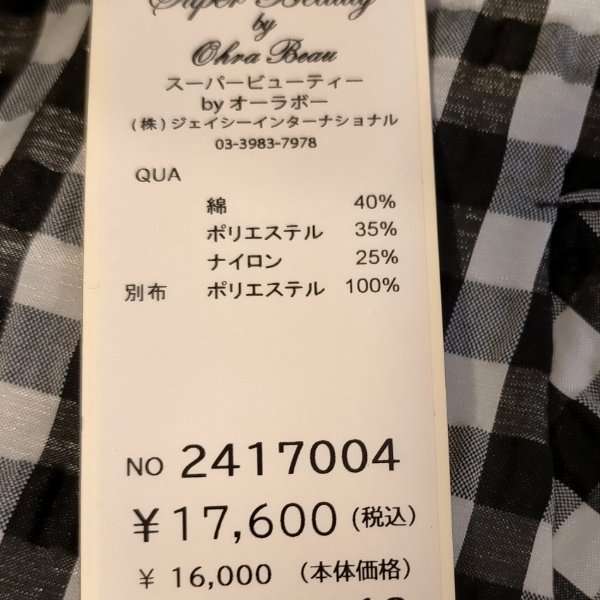 Super Beauty
by
Ohra Beau
スーパービューティー
by オーラボー
(株)ジェイシーインターナショナル
03-3983-7978
QUA
綿 40%
ポリエステル 35%
ナイロン 25%
別布 ポリエステル 100%
NO 2417004
¥17,600 (税込)
¥ 16,000 (本体価格)